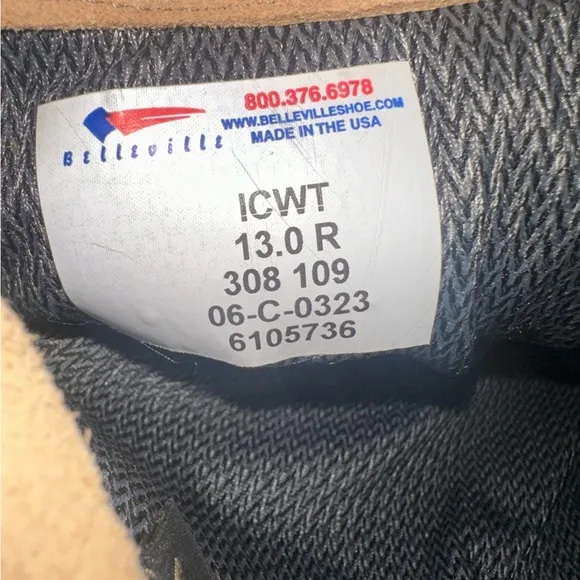 Belleville
800.376.6978
WWW.BELLEVILLESHOE.COM
MADE IN THE USA
ICWT
13.0 R
308 109
06-C-0323
6105736